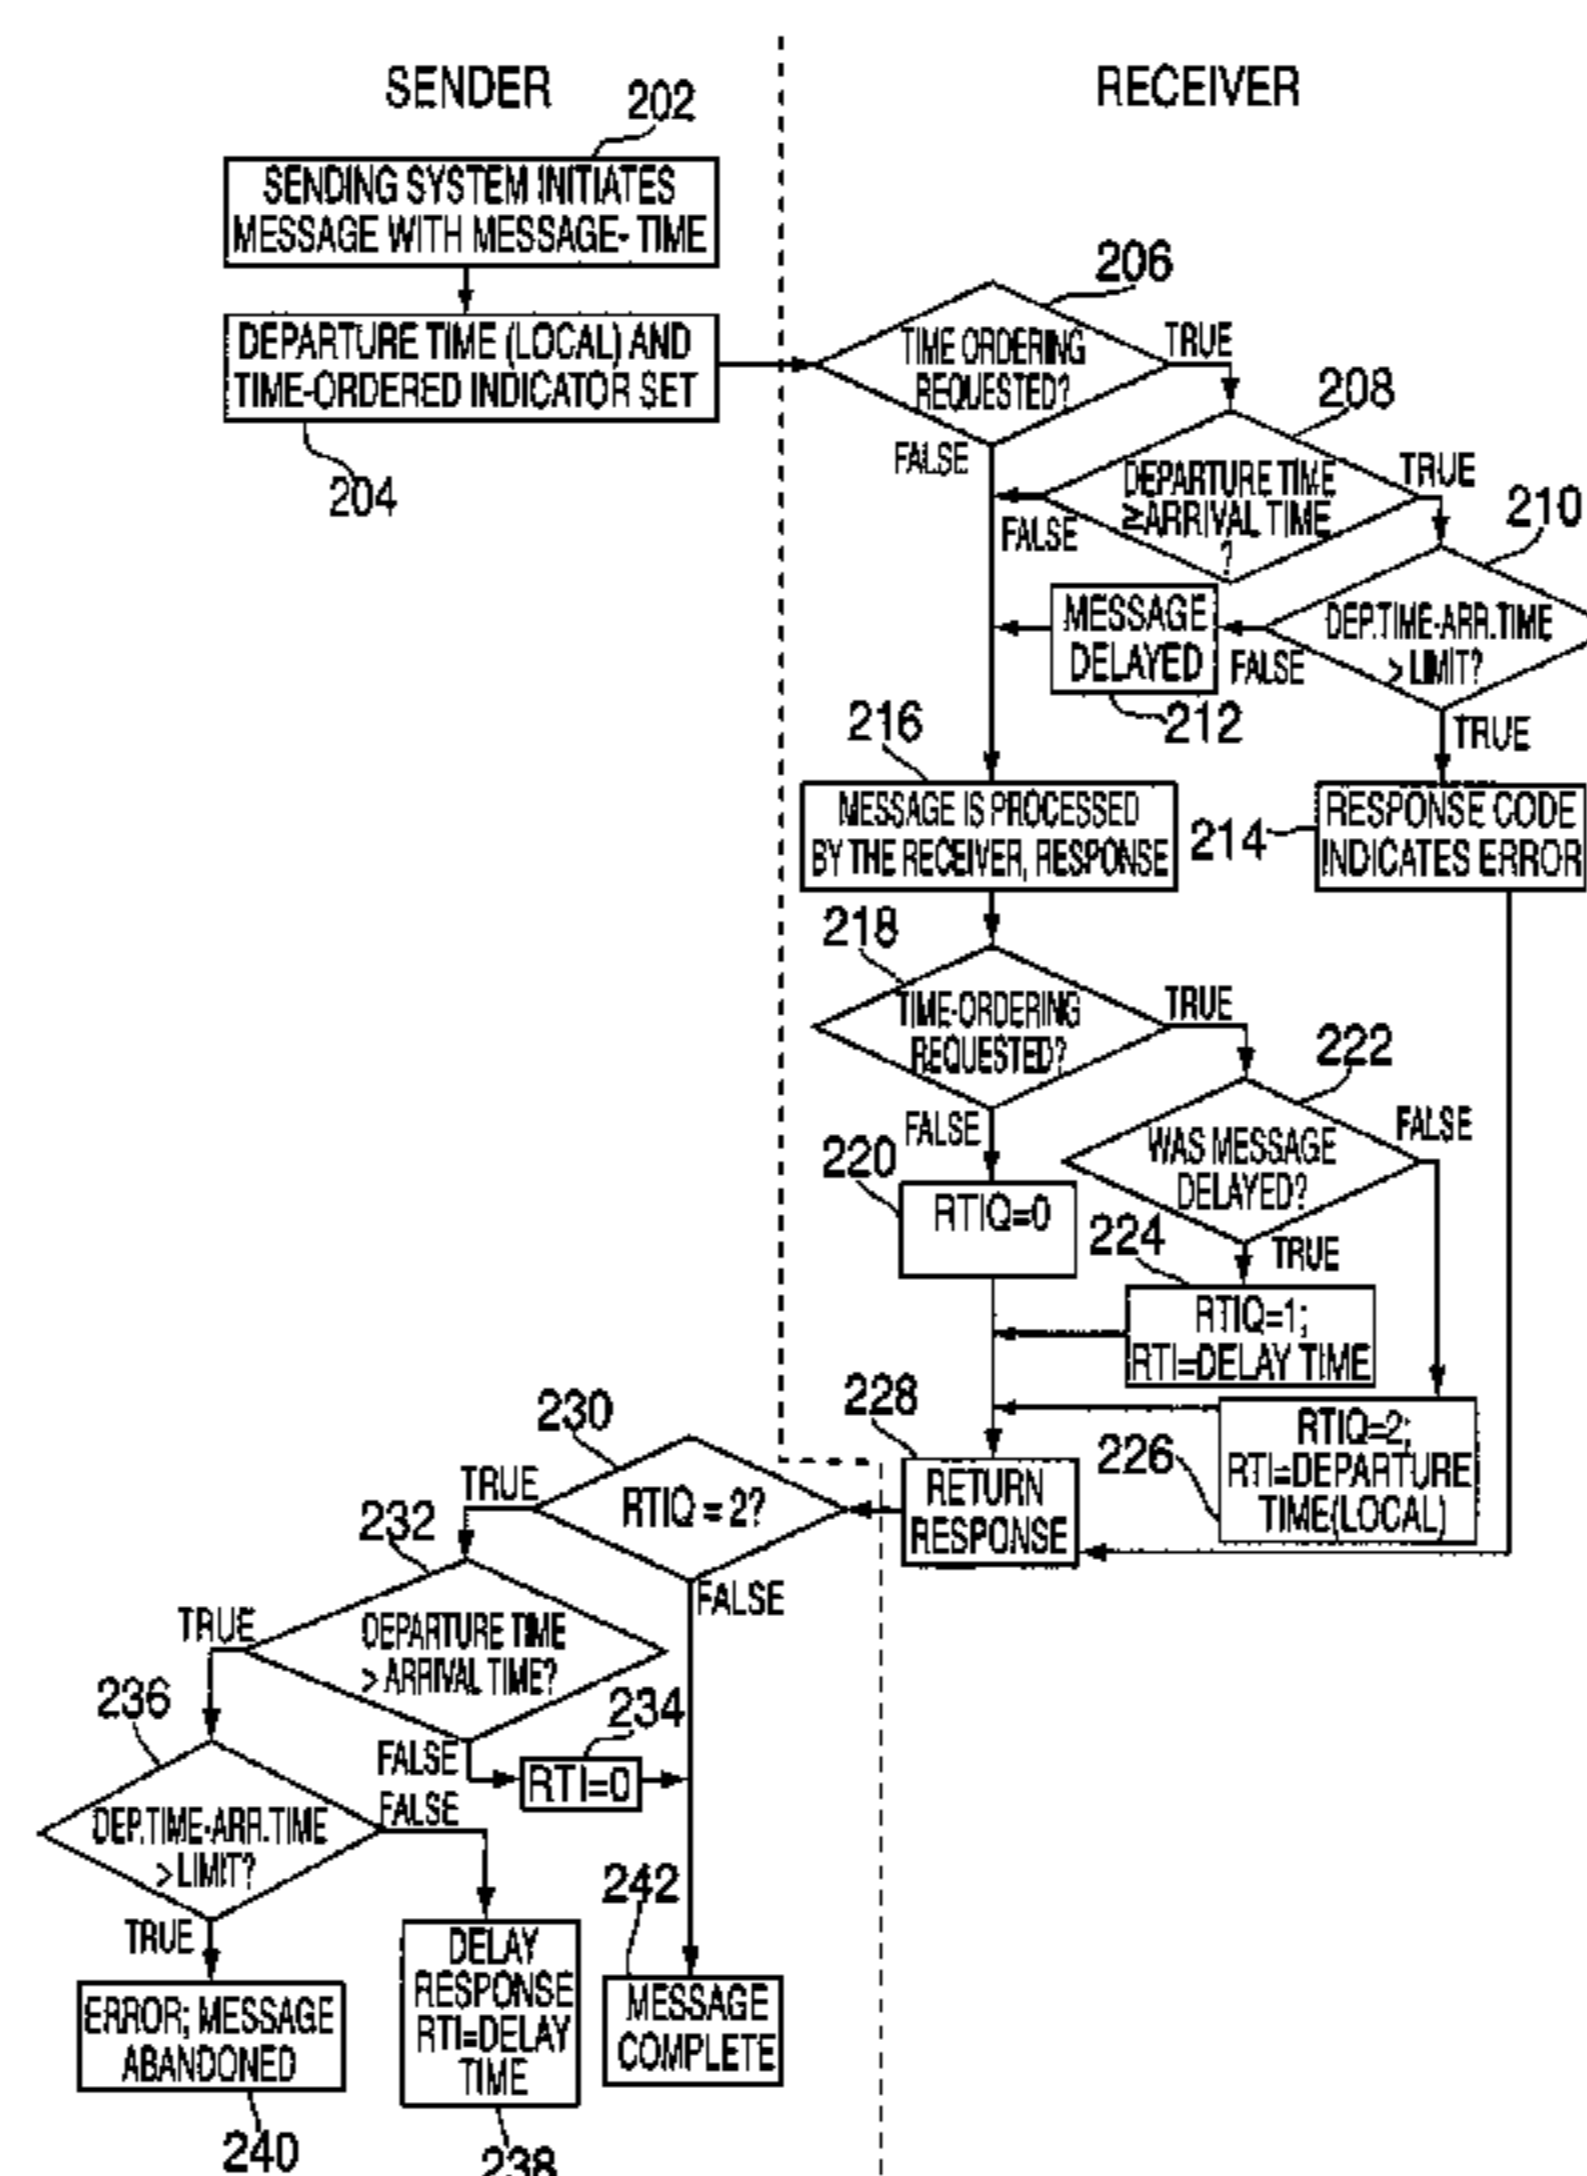 SENDER
RECEIVER
202
SENDING SYSTEM INITIATES
MESSAGE WITH MESSAGE- TIME
DEPARTURE TIME (LOCAL) AND
TIME-ORDERED INDICATOR SET
204
206
TIME ORDERING
REQUESTED?
TRUE
FALSE
208
DEPARTURE TIME
≥ARRIVAL TIME
?
TRUE
FALSE
210
DEP.TIME-ARR.TIME
> LIMIT?
FALSE
TRUE
MESSAGE
DELAYED
212
216
MESSAGE IS PROCESSED
BY THE RECEIVER, RESPONSE
214
RESPONSE CODE
INDICATES ERROR
218
TIME-ORDERING
REQUESTED?
TRUE
FALSE
222
WAS MESSAGE
DELAYED?
FALSE
TRUE
220
RTIQ=0
224
RTIQ=1;
RTI=DELAY TIME
226
RTIQ=2;
RTI=DEPARTURE
TIME(LOCAL)
228
RETURN
RESPONSE
230
RTIQ = 2?
TRUE
FALSE
232
DEPARTURE TIME
> ARRIVAL TIME?
TRUE
FALSE
234
RTI=0
236
DEP.TIME-ARR.TIME
> LIMIT?
FALSE
TRUE
ERROR; MESSAGE
ABANDONED
240
DELAY
RESPONSE
RTI=DELAY
TIME
238
242
MESSAGE
COMPLETE